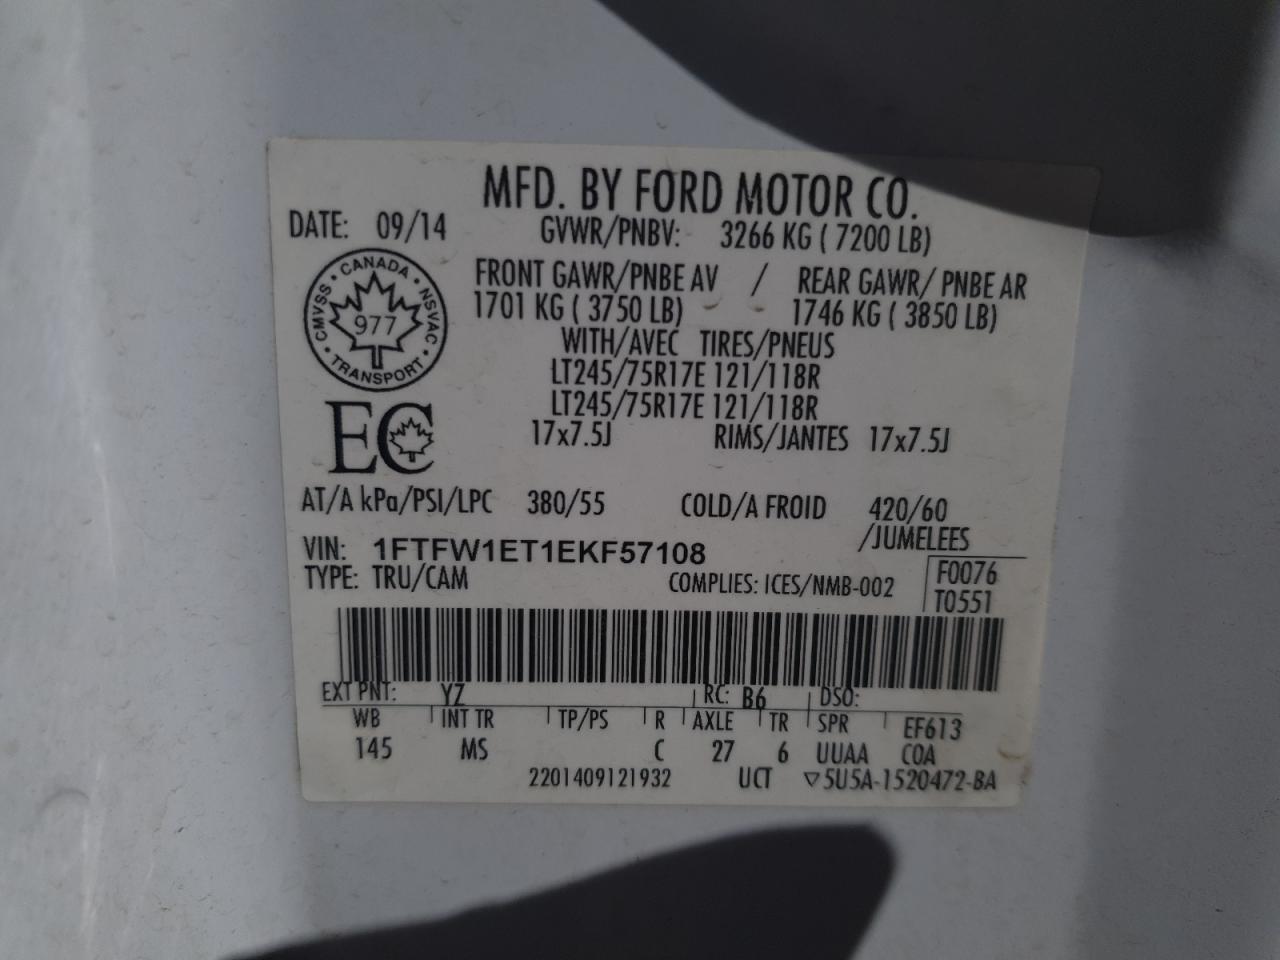 MFD. BY FORD MOTOR CO.
DATE: 09/14 GVWR/PNBV: 3266 KG ( 7200 LB)
CANADA CMVSS NSVAC TRANSPORT
977
FRONT GAWR/PNBE AV / REAR GAWR/ PNBE AR
1701 KG ( 3750 LB) 1746 KG ( 3850 LB)
WITH/AVEC TIRES/PNEUS
LT245/75R17E 121/118R
LT245/75R17E 121/118R
EC
17x7.5J RIMS/JANTES 17x7.5J
AT/A kPa/PSI/LPC 380/55 COLD/A FROID 420/60
/JUMELEES
VIN: 1FTFW1ET1EKF57108
TYPE: TRU/CAM COMPLIES: ICES/NMB-002 F0076
T0551
EXT PNT: YZ RC: B6 DSO:
WB INT TR TP/PS R AXLE TR SPR EF613
145 MS C 27 6 UUAA COA
2201409121932 UCT ▽5U5A-1520472-BA